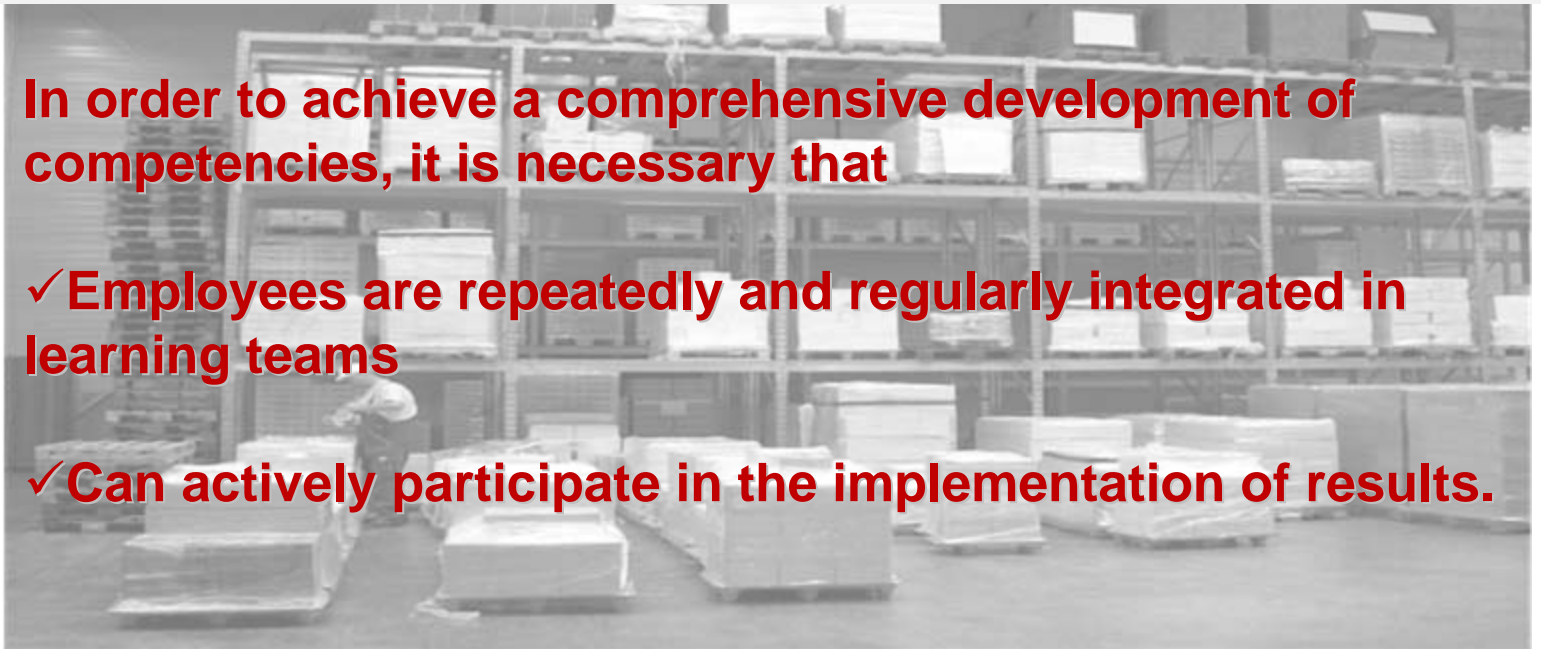 In order to achieve a comprehensive development of
competencies, it is necessary that
✓Employees are repeatedly and regularly integrated in
learning teams
✓Can actively participate in the implementation of results.